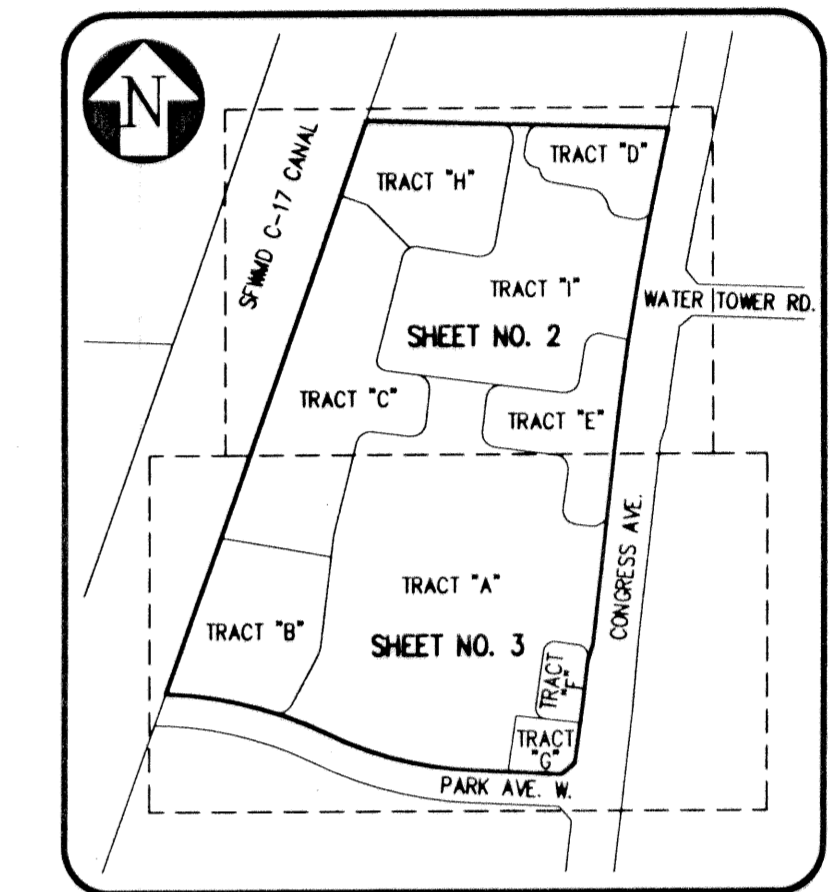 N
SFWMD C-17 CANAL
TRACT "H"
TRACT "D"
TRACT "I"
WATER TOWER RD.
SHEET NO. 2
TRACT "C"
TRACT "E"
CONGRESS AVE.
TRACT "A"
TRACT "B"
SHEET NO. 3
TRACT
"F"
TRACT
"G"
PARK AVE. W.